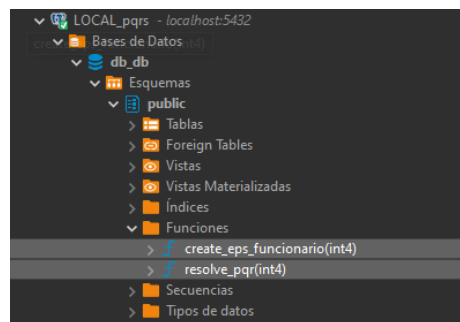 LOCAL_pqrs - localhost:5432
Bases de Datos
db_db
Esquemas
public
Tablas
Foreign Tables
Vistas
Vistas Materializadas
Índices
Funciones
create_eps_funcionario(int4)
resolve_pqr(int4)
Secuencias
Tipos de datos